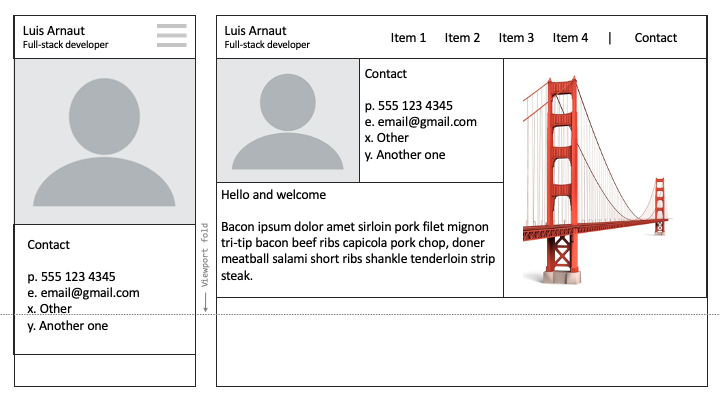 Luis Arnaut
Full-stack developer
Contact
p. 555 123 4345
e. email@gmail.com
x. Other
y. Another one
Viewport fold
Luis Arnaut
Full-stack developer
Item 1 Item 2 Item 3 Item 4 | Contact
Contact
p. 555 123 4345
e. email@gmail.com
x. Other
y. Another one
Hello and welcome
Bacon ipsum dolor amet sirloin pork filet mignon
tri-tip bacon beef ribs capicola pork chop, doner
meatball salami short ribs shankle tenderloin strip
steak.